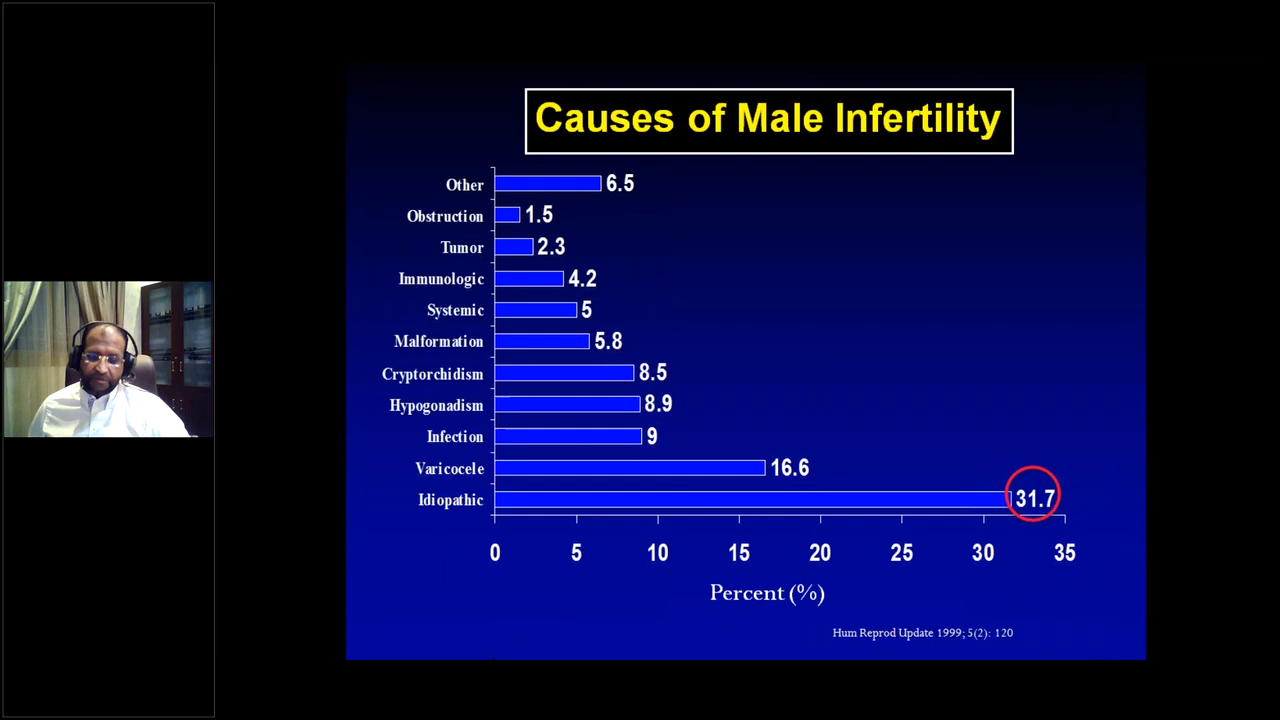 Causes of Male Infertility
Other 6.5
Obstruction 1.5
Tumor 2.3
Immunologic 4.2
Systemic 5
Malformation 5.8
Cryptorchidism 8.5
Hypogonadism 8.9
Infection 9
Varicocele 16.6
Idiopathic 31.7
0 5 10 15 20 25 30 35
Percent (%)
Hum Reprod Update 1999; 5(2): 120